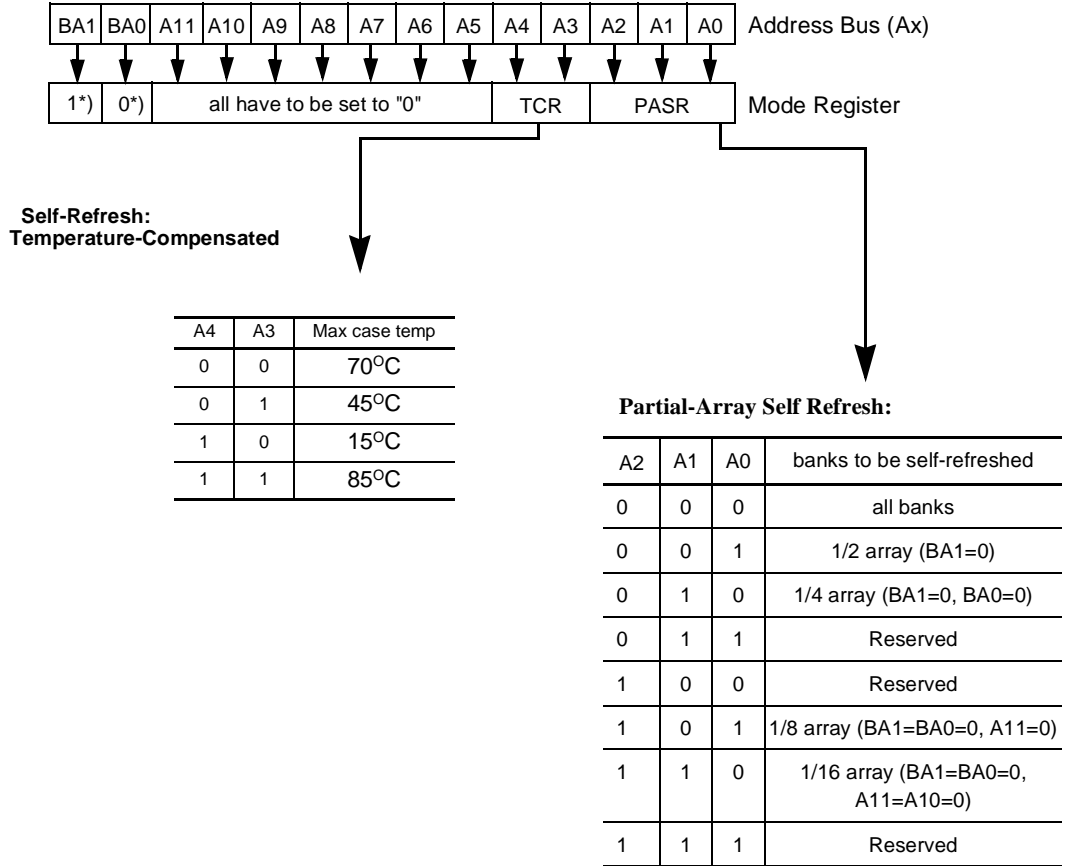 BA1 BA0 A11 A10 A9 A8 A7 A6 A5 A4 A3 A2 A1 A0 Address Bus (Ax)
1*) 0*) all have to be set to "0" TCR PASR Mode Register
Self-Refresh:
Temperature-Compensated
A4 A3 Max case temp
0 0 70ᴼC
0 1 45ᴼC
1 0 15ᴼC
1 1 85ᴼC
Partial-Array Self Refresh:
A2 A1 A0 banks to be self-refreshed
0 0 0 all banks
0 0 1 1/2 array (BA1=0)
0 1 0 1/4 array (BA1=0, BA0=0)
0 1 1 Reserved
1 0 0 Reserved
1 0 1 1/8 array (BA1=BA0=0, A11=0)
1 1 0 1/16 array (BA1=BA0=0,
A11=A10=0)
1 1 1 Reserved